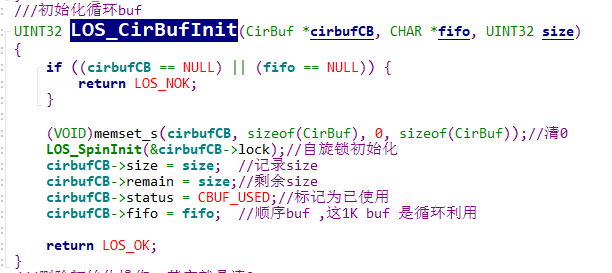 ///初始化循环buf
UINT32 LOS_CirBufInit(CirBuf *cirbufCB, CHAR *fifo, UINT32 size)
{
if ((cirbufCB == NULL) || (fifo == NULL)) {
return LOS_NOK;
}
(VOID)memset_s(cirbufCB, sizeof(CirBuf), 0, sizeof(CirBuf));//清0
LOS_SpinInit(&cirbufCB->lock);//自旋锁初始化
cirbufCB->size = size; //记录size
cirbufCB->remain = size;//剩余size
cirbufCB->status = CBUF_USED;//标记为已使用
cirbufCB->fifo = fifo; //顺序buf ,这1K buf 是循环利用
return LOS_OK;
}